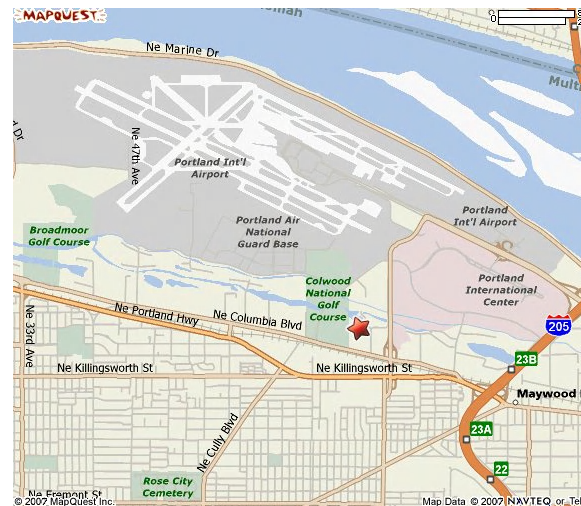 MAPQUEST
0
Ne Marine Dr
Ne 47th Ave
Portland Int'l
Airport
Portland Air
National
Guard Base
Portland
Int'l Airport
Broadmoor
Golf Course
Colwood
National
Golf
Course
Portland
International
Center
Ne 33rd Ave
Ne Portland Hwy
Ne Columbia Blvd
205
23B
Ne Killingsworth St
Ne Killingsworth St
Maywood
Ne Cully Blvd
23A
22
Rose City
Cemetery
Ne Fremont St
© 2007 MapQuest Inc.
Map Data © 2007 NAVTEQ or